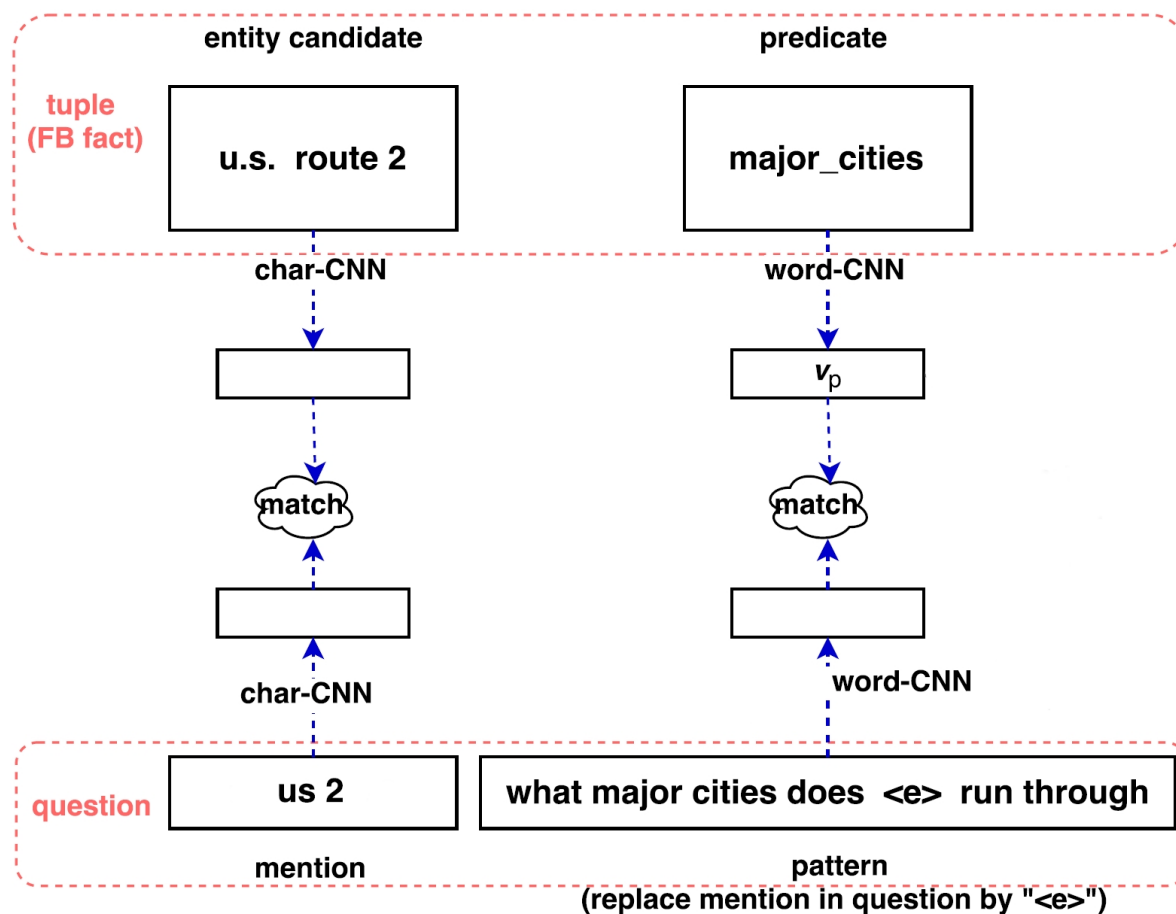 entity candidate
predicate
tuple
(FB fact)
u.s. route 2
major_cities
char-CNN
word-CNN
vp
match
match
char-CNN
word-CNN
question
us 2
what major cities does <e> run through
mention
pattern
(replace mention in question by "<e>")